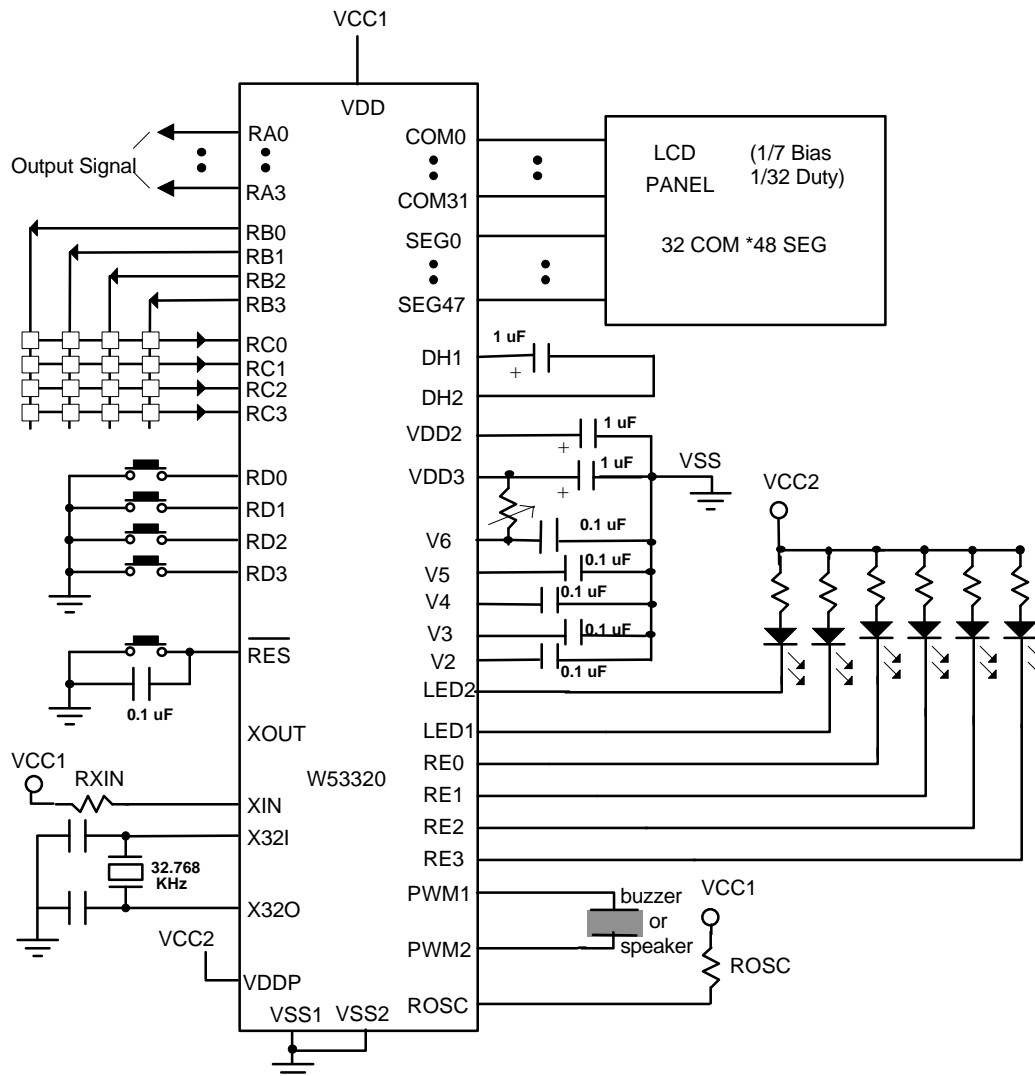 VCC1
VDD
RA0
Output Signal
RA3
RB0
RB1
RB2
RB3
RC0
RC1
RC2
RC3
RD0
RD1
RD2
RD3
RES
0.1 uF
XOUT
VCC1
RXIN
W53320
XIN
X32I
32.768
KHz
X32O
VCC2
VDDP
VSS1
VSS2
COM0
COM31
SEG0
SEG47
LCD (1/7 Bias
PANEL 1/32 Duty)
32 COM *48 SEG
1 uF
+
DH1
DH2
VDD2
1 uF
+
VDD3
1 uF
+
VSS
V6
0.1 uF
V5
0.1 uF
V4
0.1 uF
V3
0.1 uF
V2
0.1 uF
LED2
LED1
RE0
RE1
RE2
RE3
VCC2
PWM1
buzzer
or
speaker
PWM2
VCC1
ROSC
ROSC